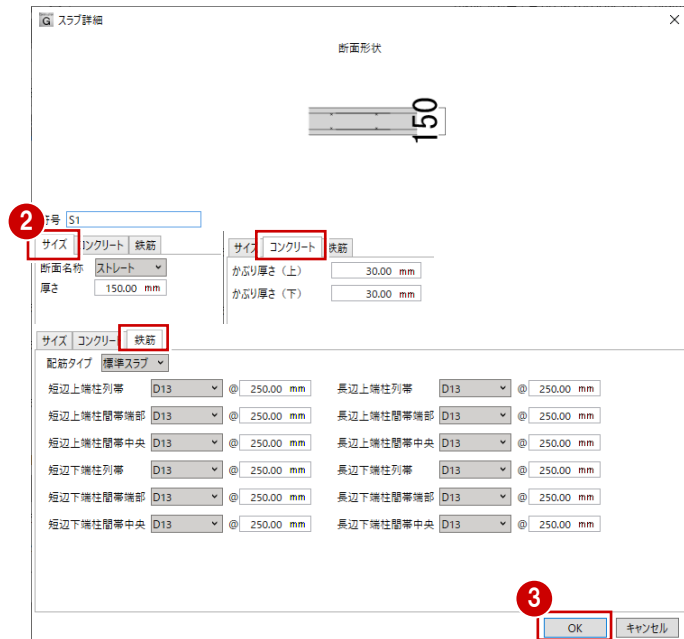 G スラブ詳細
断面形状
150
2 符号 S1
サイズ コンクリート 鉄筋
断面名称 ストレート
厚さ 150.00 mm
サイズ コンクリート 鉄筋
かぶり厚さ（上） 30.00 mm
かぶり厚さ（下） 30.00 mm
サイズ コンクリート 鉄筋
配筋タイプ 標準スラブ
短辺上端柱列帯 D13 @ 250.00 mm 長辺上端柱列帯 D13 @ 250.00 mm
短辺上端柱間帯端部 D13 @ 250.00 mm 長辺上端柱間帯端部 D13 @ 250.00 mm
短辺上端柱間帯中央 D13 @ 250.00 mm 長辺上端柱間帯中央 D13 @ 250.00 mm
短辺下端柱列帯 D13 @ 250.00 mm 長辺下端柱列帯 D13 @ 250.00 mm
短辺下端柱間帯端部 D13 @ 250.00 mm 長辺下端柱間帯端部 D13 @ 250.00 mm
短辺下端柱間帯中央 D13 @ 250.00 mm 長辺下端柱間帯中央 D13 @ 250.00 mm
3
OK キャンセル